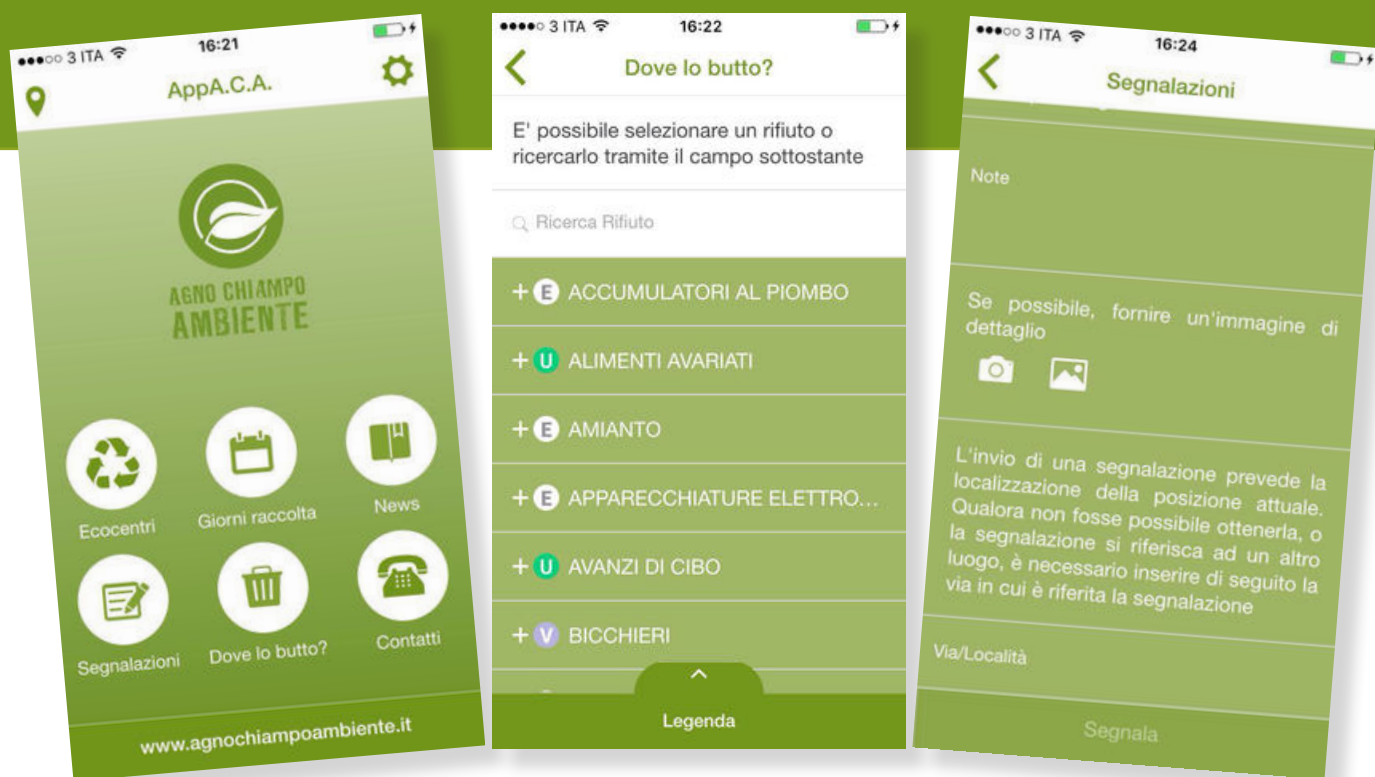 3 ITA
16:21
AppA.C.A.
AGNO CHIAMPO
AMBIENTE
Ecocentri
Giorni raccolta
News
Segnalazioni
Dove lo butto?
Contatti
www.agnochiampoambiente.it
3 ITA
16:22
Dove lo butto?
E' possibile selezionare un rifiuto o
ricercarlo tramite il campo sottostante
Ricerca Rifiuto
+ E ACCUMULATORI AL PIOMBO
+ U ALIMENTI AVARIATI
+ E AMIANTO
+ E APPARECCHIATURE ELETTRO...
+ U AVANZI DI CIBO
+ V BICCHIERI
Legenda
3 ITA
16:24
Segnalazioni
Note
Se possibile, fornire un'immagine di
dettaglio
L'invio di una segnalazione prevede la
localizzazione della posizione attuale.
Qualora non fosse possibile ottenerla, o
la segnalazione si riferisca ad un altro
luogo, è necessario inserire di seguito la
via in cui è riferita la segnalazione
Via/Località
Segnala